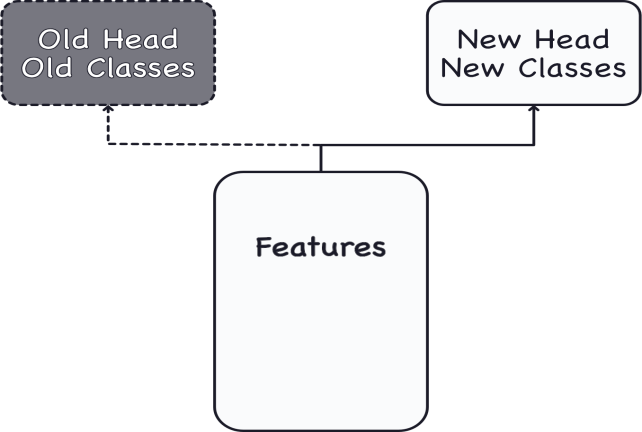 Old Head
Old Classes
New Head
New Classes
Features